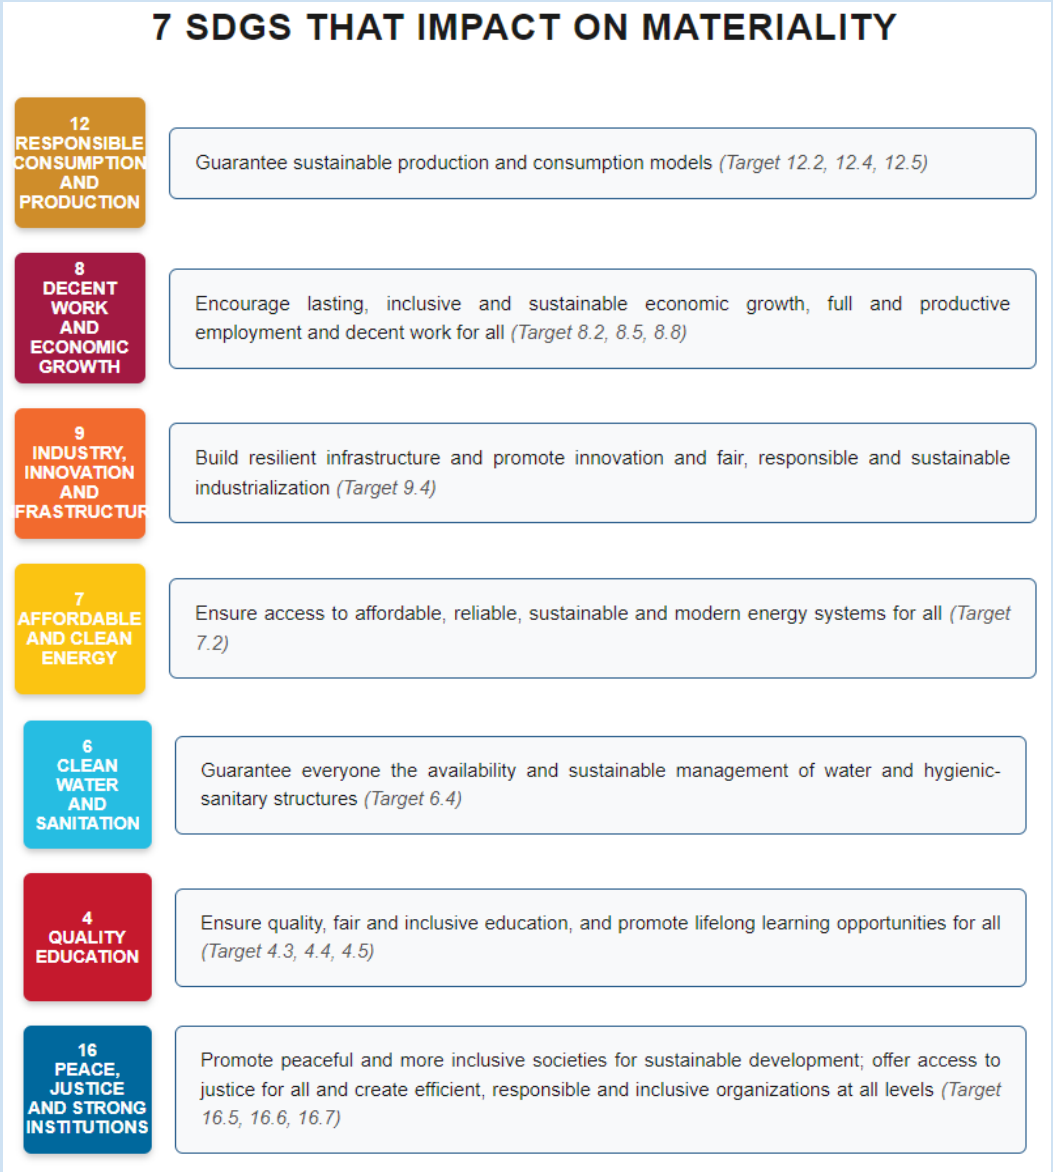 7 SDGS THAT IMPACT ON MATERIALITY
12
RESPONSIBLE
CONSUMPTION
AND
PRODUCTION
Guarantee sustainable production and consumption models (Target 12.2, 12.4, 12.5)
8
DECENT
WORK
AND
ECONOMIC
GROWTH
Encourage lasting, inclusive and sustainable economic growth, full and productive
employment and decent work for all (Target 8.2, 8.5, 8.8)
9
INDUSTRY,
INNOVATION
AND
FRASTRUCTUR
Build resilient infrastructure and promote innovation and fair, responsible and sustainable
industrialization (Target 9.4)
7
AFFORDABLE
AND CLEAN
ENERGY
Ensure access to affordable, reliable, sustainable and modern energy systems for all (Target
7.2)
6
CLEAN
WATER
AND
SANITATION
Guarantee everyone the availability and sustainable management of water and hygienic-
sanitary structures (Target 6.4)
4
QUALITY
EDUCATION
Ensure quality, fair and inclusive education, and promote lifelong learning opportunities for all
(Target 4.3, 4.4, 4.5)
16
PEACE,
JUSTICE
AND STRONG
INSTITUTIONS
Promote peaceful and more inclusive societies for sustainable development; offer access to
justice for all and create efficient, responsible and inclusive organizations at all levels (Target
16.5, 16.6, 16.7)